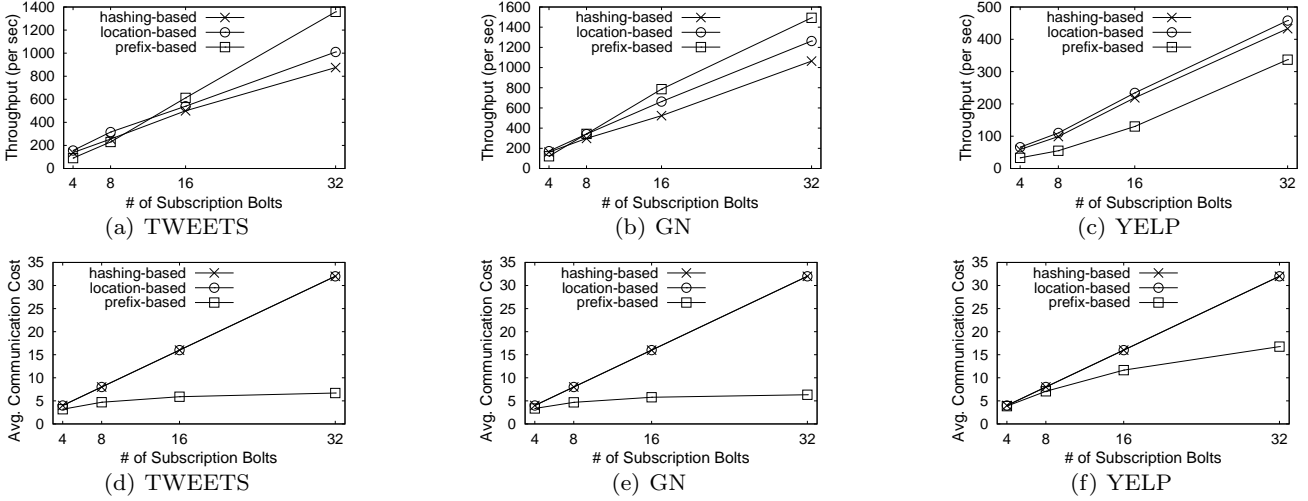 Throughput (per sec)
1400
1200
1000
800
600
400
200
0
hashing-based
location-based
prefix-based
4 8 16 32
# of Subscription Bolts
(a) TWEETS
Throughput (per sec)
1600
1400
1200
1000
800
600
400
200
0
hashing-based
location-based
prefix-based
4 8 16 32
# of Subscription Bolts
(b) GN
Throughput (per sec)
500
400
300
200
100
0
hashing-based
location-based
prefix-based
4 8 16 32
# of Subscription Bolts
(c) YELP
Avg. Communication Cost
35
30
25
20
15
10
5
0
hashing-based
location-based
prefix-based
4 8 16 32
# of Subscription Bolts
(d) TWEETS
Avg. Communication Cost
35
30
25
20
15
10
5
0
hashing-based
location-based
prefix-based
4 8 16 32
# of Subscription Bolts
(e) GN
Avg. Communication Cost
35
30
25
20
15
10
5
0
hashing-based
location-based
prefix-based
4 8 16 32
# of Subscription Bolts
(f) YELP